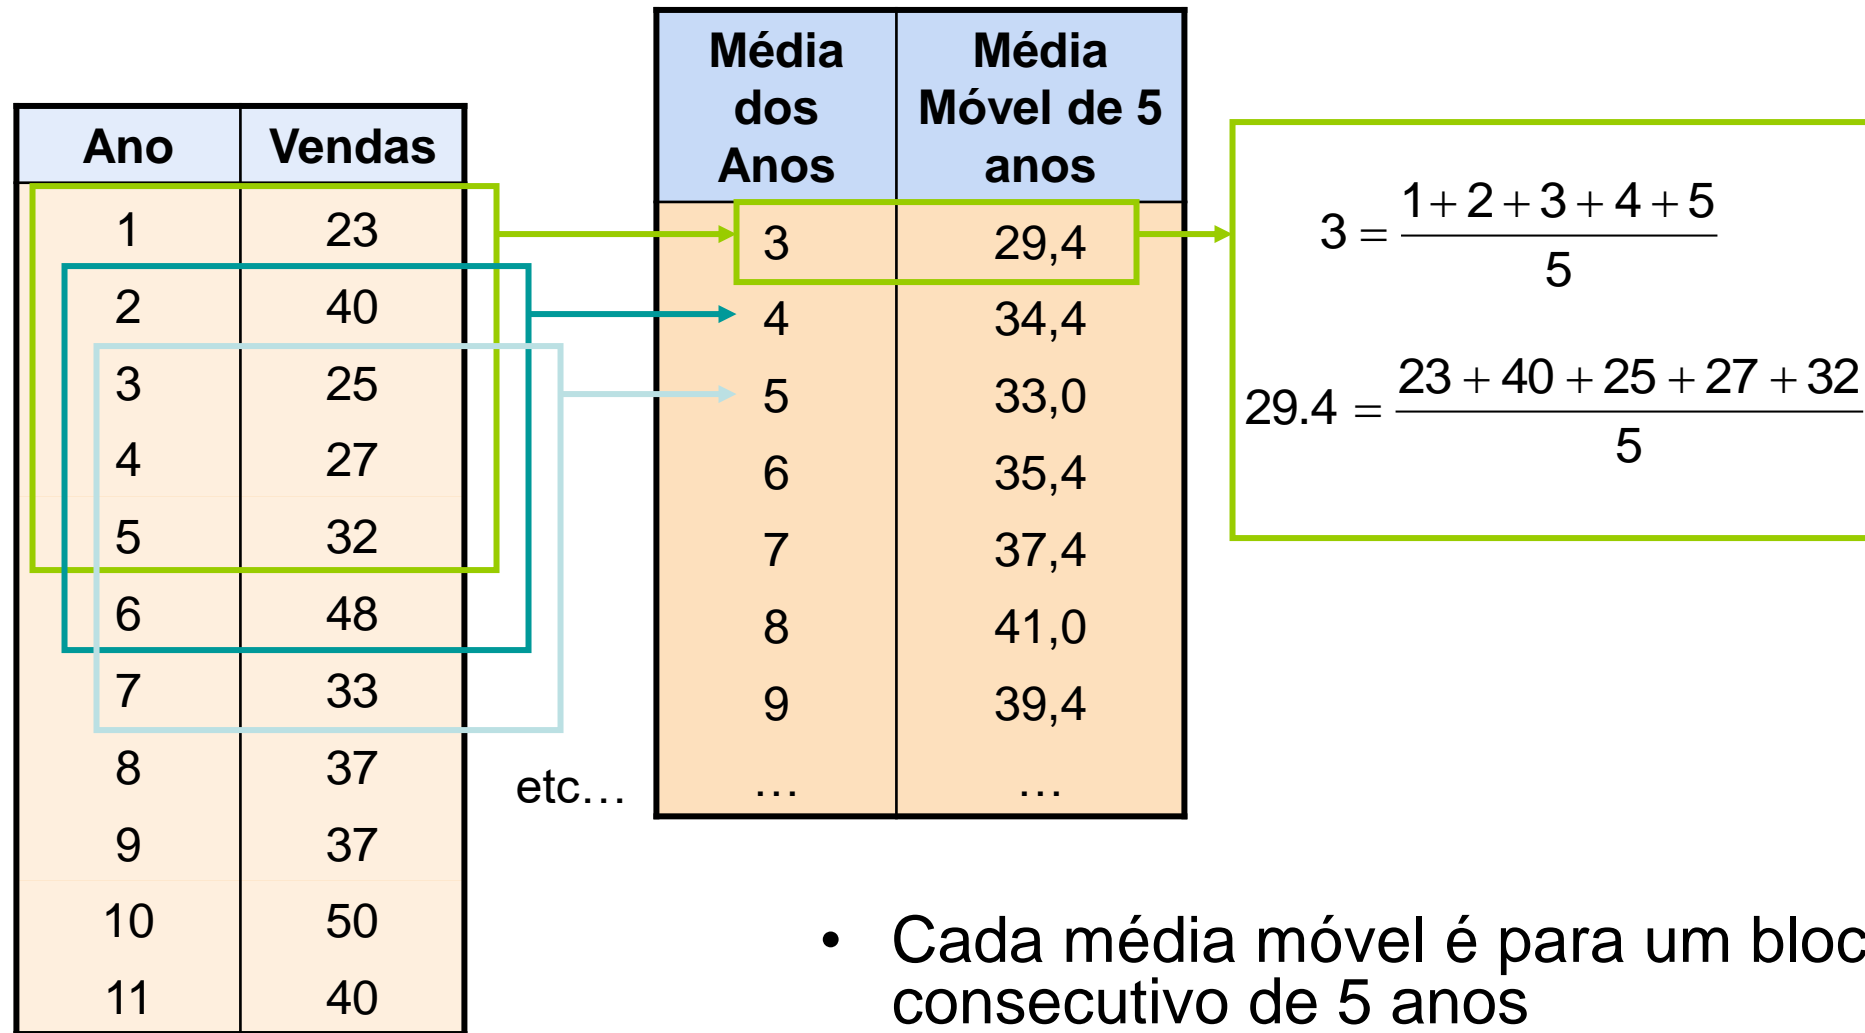 Ano Vendas
1 23
2 40
3 25
4 27
5 32
6 48
7 33
8 37
9 37
10 50
11 40
etc…
Média dos Anos Média Móvel de 5 anos
3 29,4
4 34,4
5 33,0
6 35,4
7 37,4
8 41,0
9 39,4
… …
3 = (1 + 2 + 3 + 4 + 5) / 5
29.4 = (23 + 40 + 25 + 27 + 32) / 5
• Cada média móvel é para um
consecutivo de 5 anos